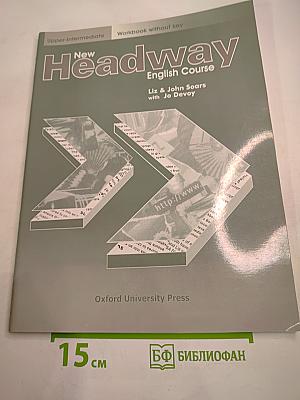 Upper-Intermediate Workbook without key
New
Headway
English Course
Liz & John Soars
with Jo Devoy
http://www
Oxford University Press
15 см
БФ БИБЛИОФАН